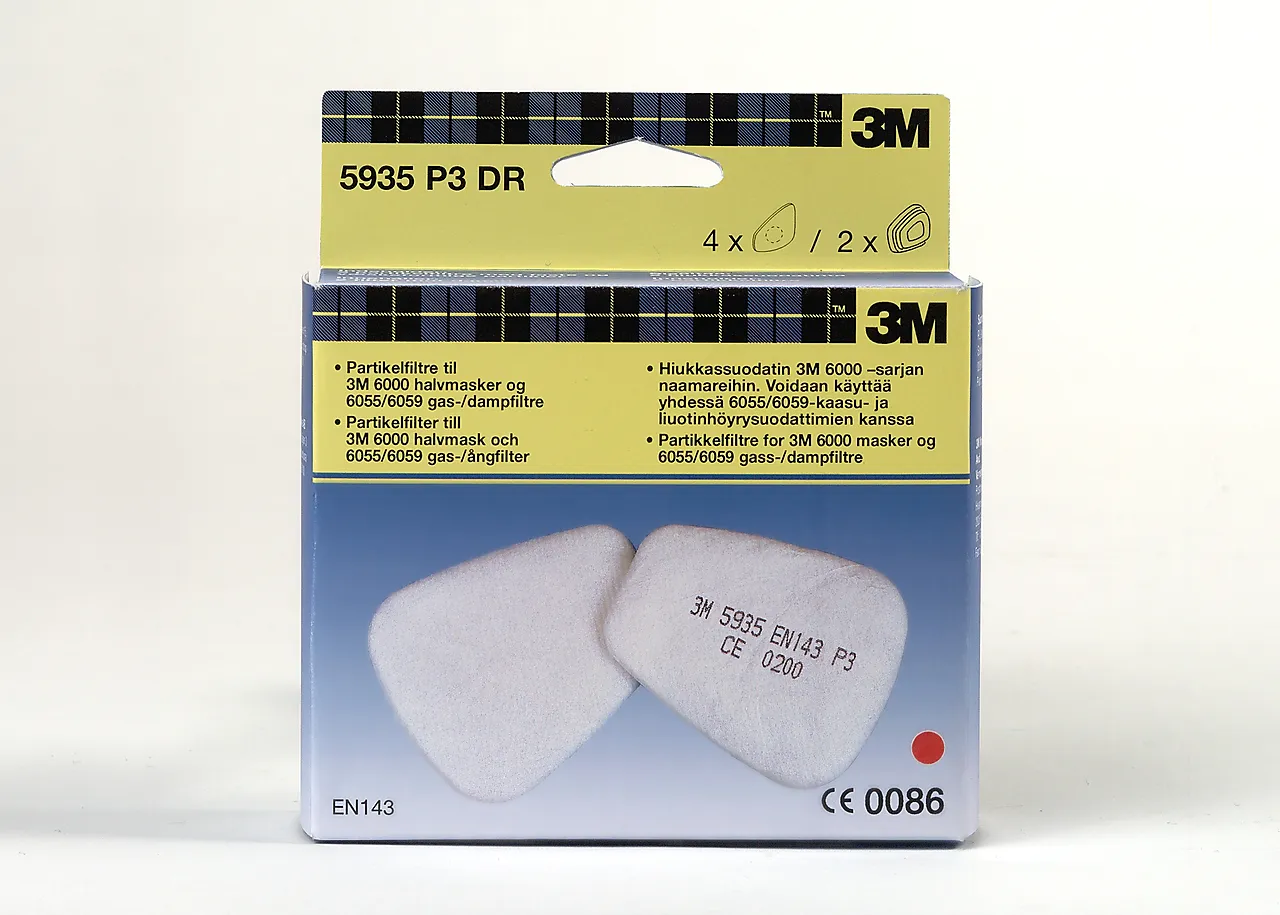 ™ 3M
5935 P3 DR
4 x / 2 x
™ 3M
• Partikelfiltre til
3M 6000 halvmasker og
6055/6059 gas-/dampfiltre
• Partikelfilter till
3M 6000 halvmask och
6055/6059 gas-/ångfilter
• Hiukkassuodatin 3M 6000 –sarjan
naamareihin. Voidaan käyttää
yhdessä 6055/6059-kaasu- ja
liuotinhöyrysuodattimien kanssa
• Partikkelfiltre for 3M 6000 masker og
6055/6059 gass-/dampfiltre
3M 5935 EN143 P3
CE 0200
EN143
CE 0086